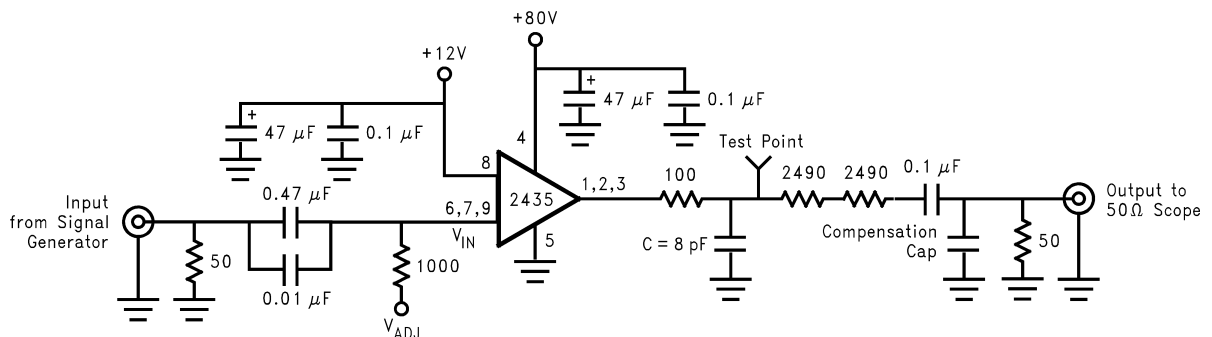 +80V
+12V
+
47 μF
0.1 μF
+
47 μF
0.1 μF
4
Test Point
8
2435
1,2,3
100
2490
2490
0.1 μF
Input
from Signal
Generator
0.47 μF
6,7,9
V_IN
5
50
0.01 μF
1000
V_ADJ
C = 8 pF
Compensation
Cap
50
Output to
50Ω Scope